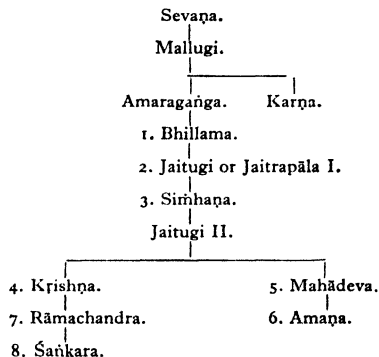 Sevaṇa.
Mallugi.
Amaragaṅga. Karṇa.
1. Bhillama.
2. Jaitugi or Jaitrapāla I.
3. Siṁhaṇa.
Jaitugi II.
4. Kṛishṇa. 5. Mahādeva.
7. Rāmachandra. 6. Amaṇa.
8. Śaṅkara.